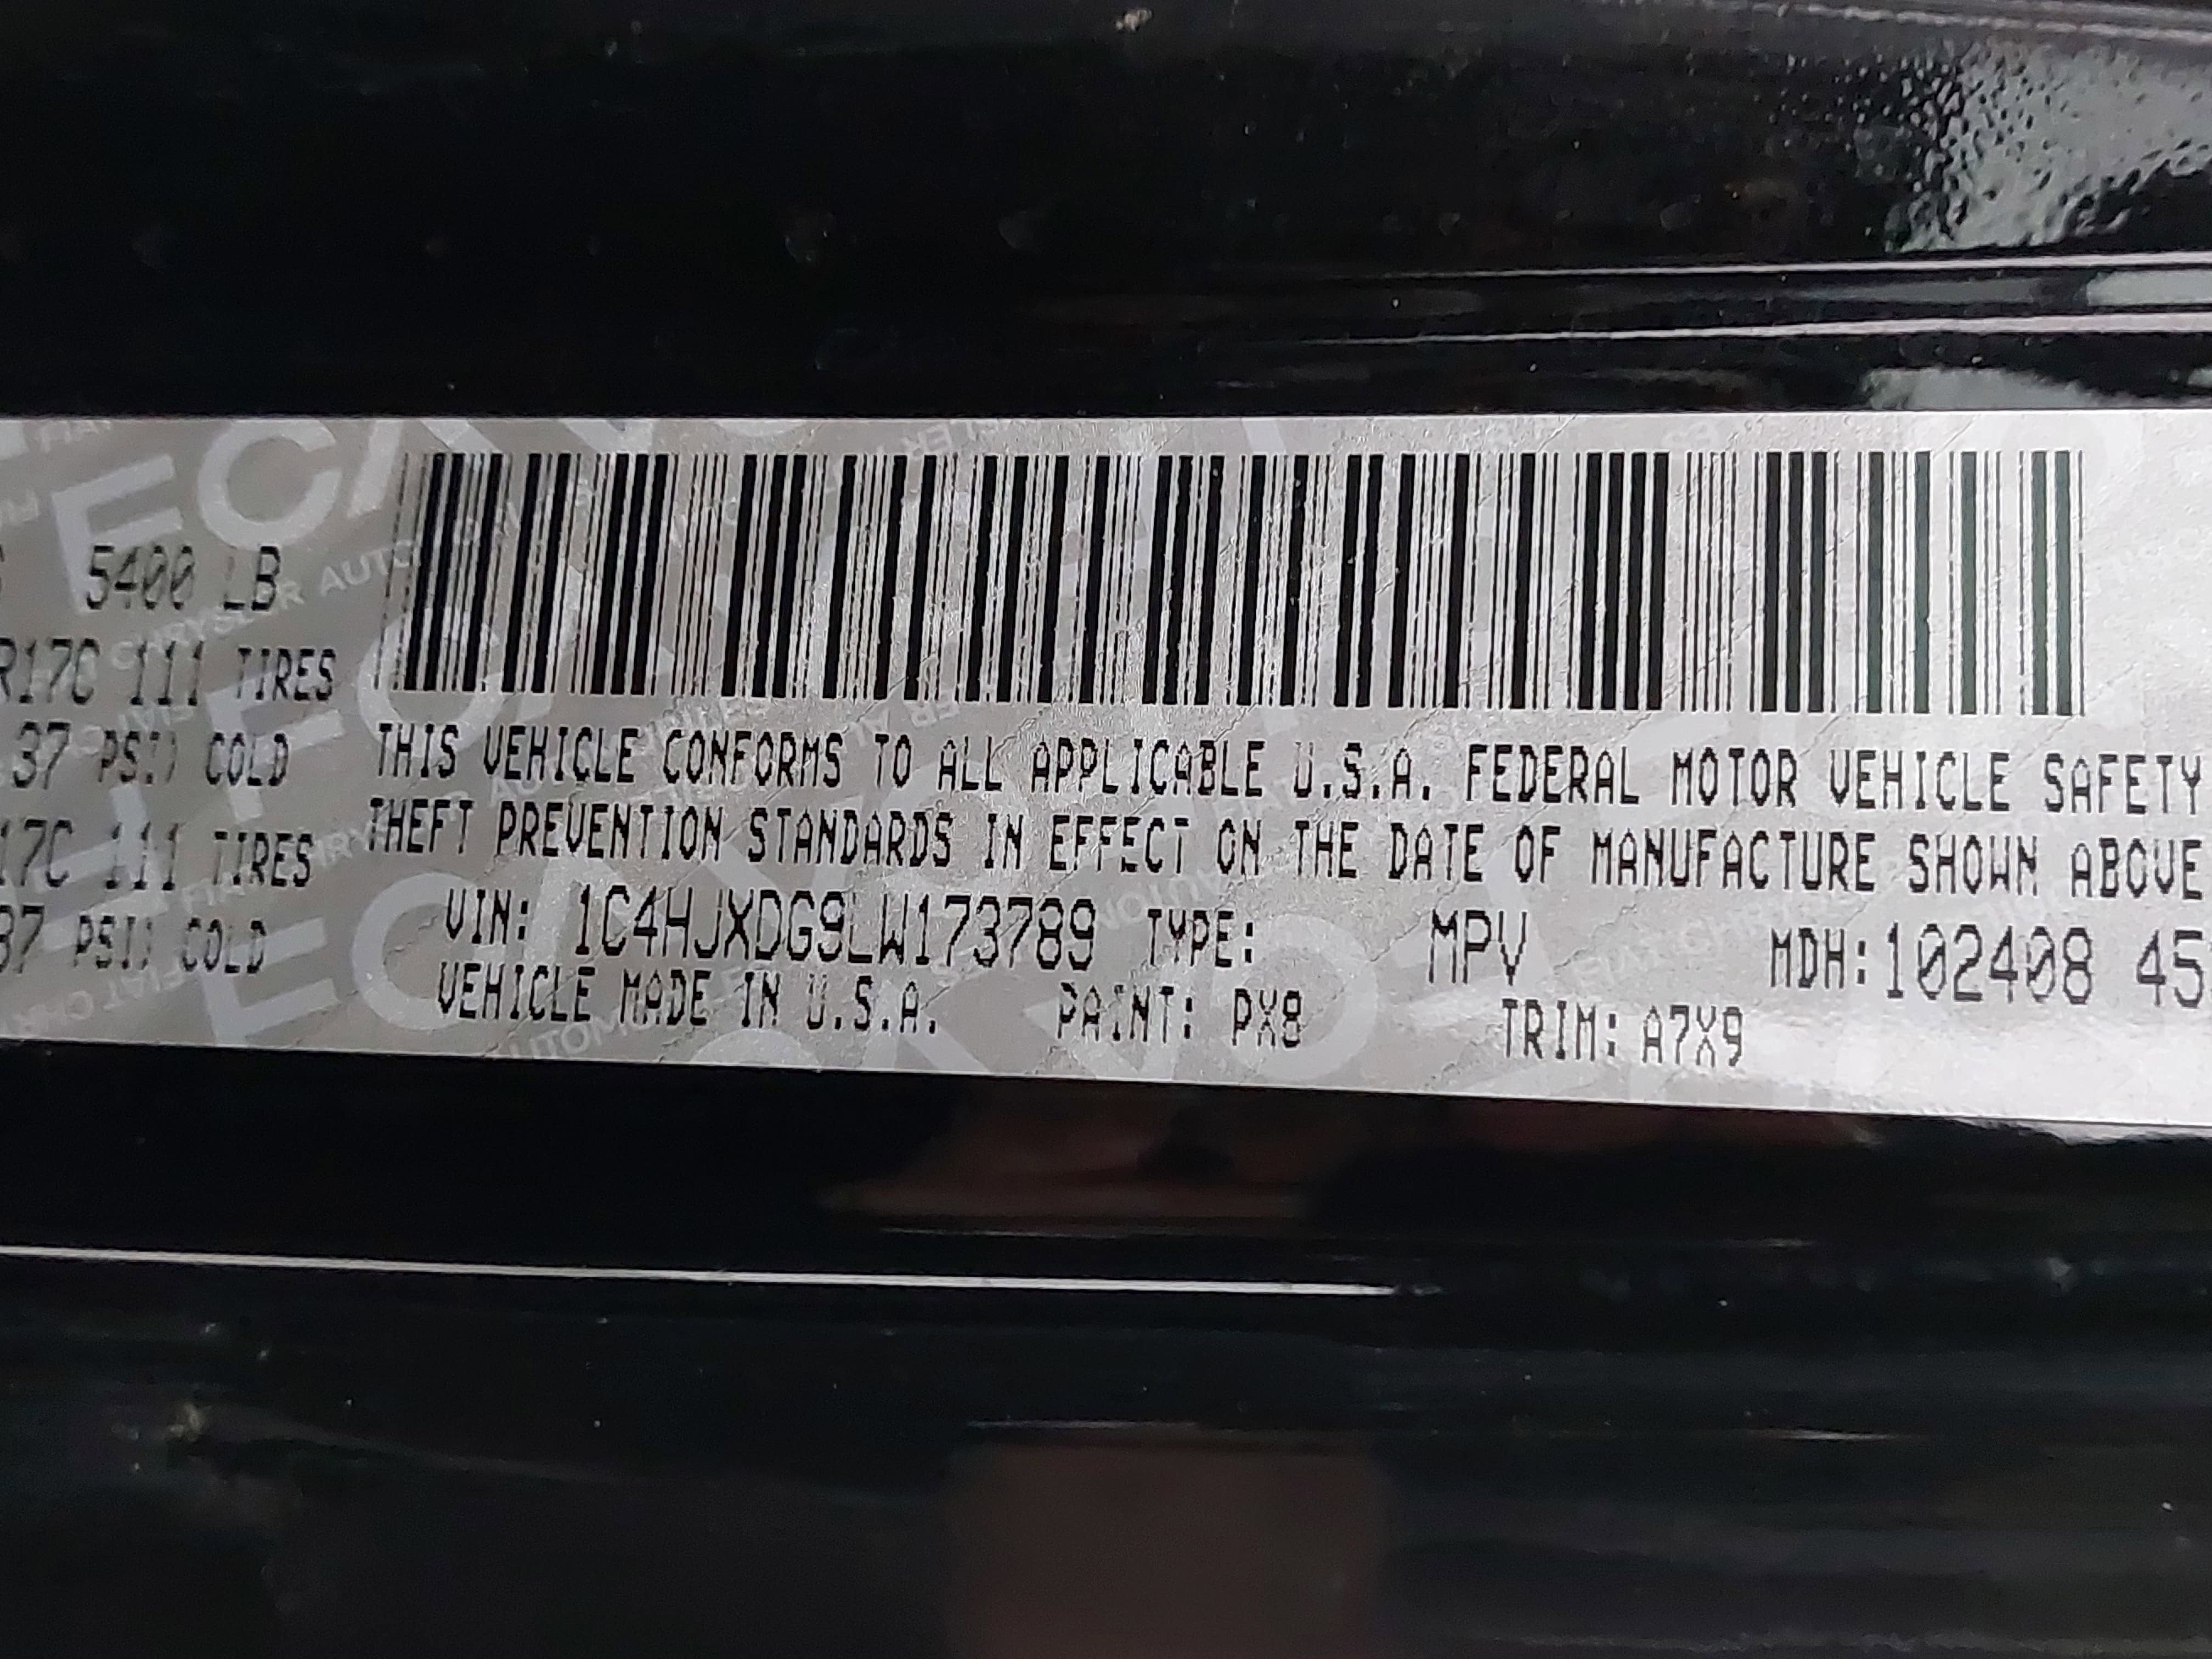 5400 LB
R17C 111 TIRES
37 PSI) COLD
17C 111 TIRES
37 PSI) COLD
THIS VEHICLE CONFORMS TO ALL APPLICABLE U.S.A. FEDERAL MOTOR VEHICLE SAFETY
THEFT PREVENTION STANDARDS IN EFFECT ON THE DATE OF MANUFACTURE SHOWN ABOVE
VIN: 1C4HJXDG9LW173789 TYPE: MPV MDH:102408 45
VEHICLE MADE IN U.S.A. PAINT: PX8 TRIM: A7X9